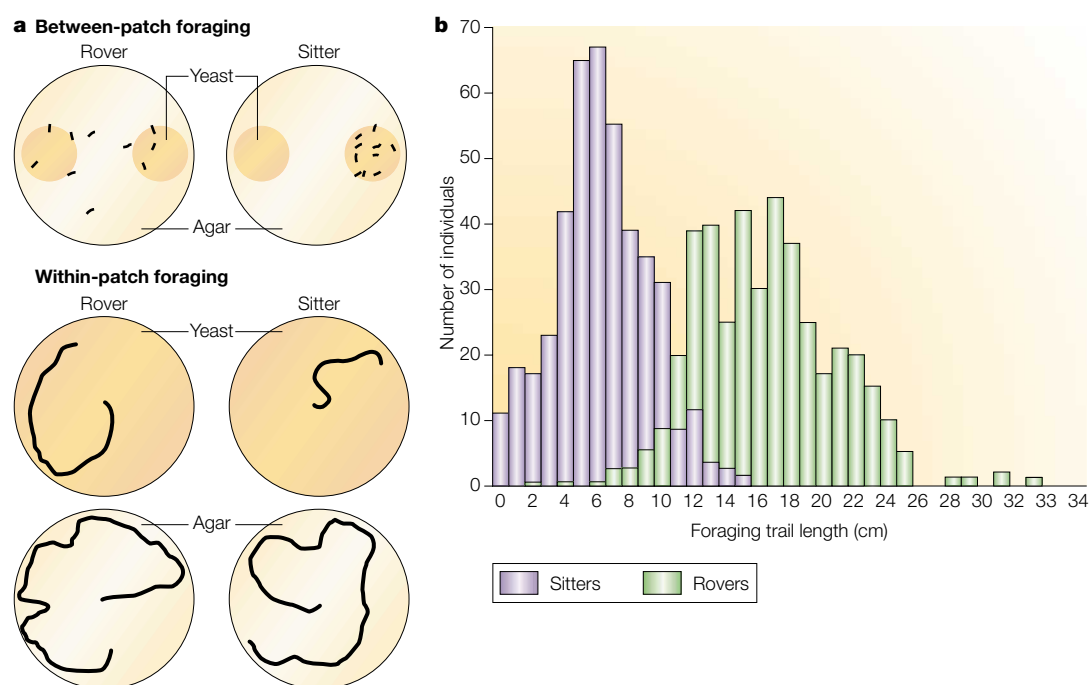 a Between-patch foraging
Rover
Sitter
Yeast
Agar
Within-patch foraging
Rover
Sitter
Yeast
Agar
b
70
60
50
40
30
20
10
0
Number of individuals
0 2 4 6 8 10 12 14 16 18 20 22 24 26 28 30 32 33 34
Foraging trail length (cm)
Sitters
Rovers